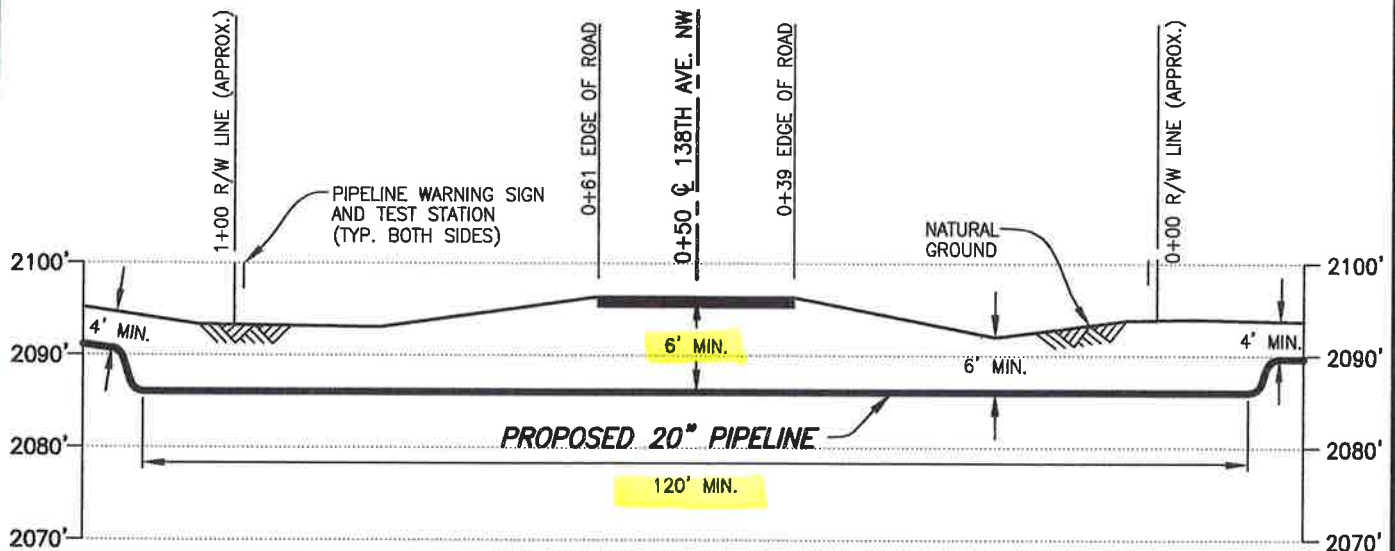 1+00 R/W LINE (APPROX.)
0+61 EDGE OF ROAD
0+50 ℄ 138TH AVE. NW
0+39 EDGE OF ROAD
0+00 R/W LINE (APPROX.)
PIPELINE WARNING SIGN
AND TEST STATION
(TYP. BOTH SIDES)
NATURAL
GROUND
2100'
2100'
4' MIN.
6' MIN.
6' MIN.
4' MIN.
2090'
2090'
PROPOSED 20" PIPELINE
2080'
2080'
120' MIN.
2070'
2070'